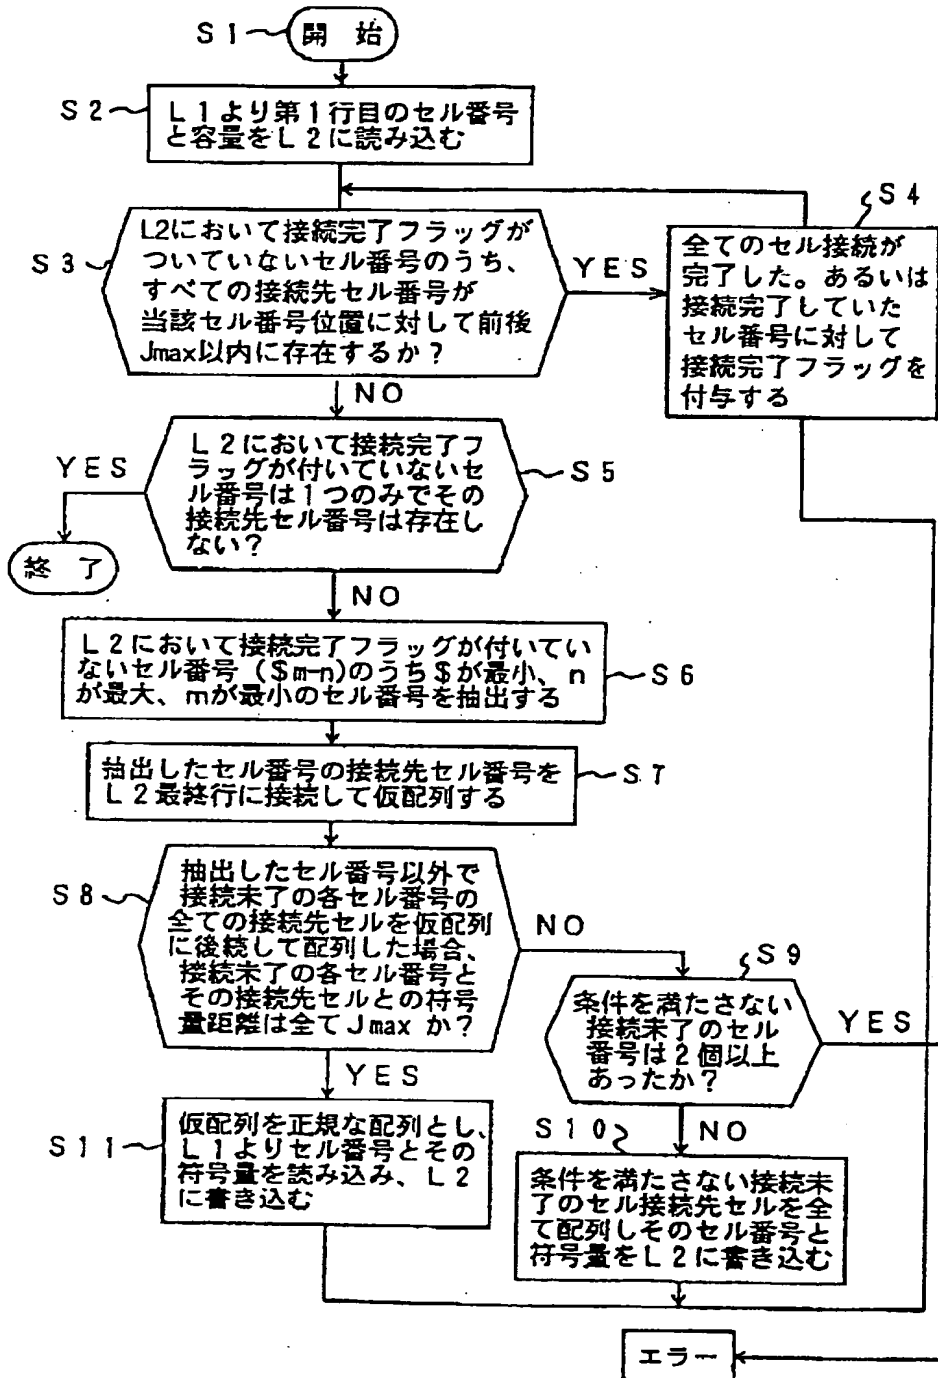 S1
開 始
S2
L1より第1行目のセル番号
と容量をL2に読み込む
S3
L2において接続完了フラッグが
ついていないセル番号のうち、
すべての接続先セル番号が
当該セル番号位置に対して前後
Jmax以内に存在するか？
YES
S4
全てのセル接続が
完了した。あるいは
接続完了していた
セル番号に対して
接続完了フラッグを
付与する
NO
YES
L2において接続完了フ
ラッグが付いていないセ
ル番号は1つのみでその
接続先セル番号は存在し
ない？
S5
終 了
NO
L2において接続完了フラッグが付いてい
ないセル番号（$m-n)のうち$が最小、n
が最大、mが最小のセル番号を抽出する
S6
抽出したセル番号の接続先セル番号を
L2最終行に接続して仮配列する
S7
S8
抽出したセル番号以外で
接続未了の各セル番号の
全ての接続先セルを仮配列
に後続して配列した場合、
接続未了の各セル番号と
その接続先セルとの符号
量距離は全てJmaxか？
NO
S9
条件を満たさない
接続未了のセル
番号は2個以上
あったか？
YES
YES
S11
仮配列を正規な配列とし、
L1よりセル番号とその
符号量を読み込み、L2
に書き込む
S10
NO
条件を満たさない接続未
了のセル接続先セルを全
て配列しそのセル番号と
符号量をL2に書き込む
エラー